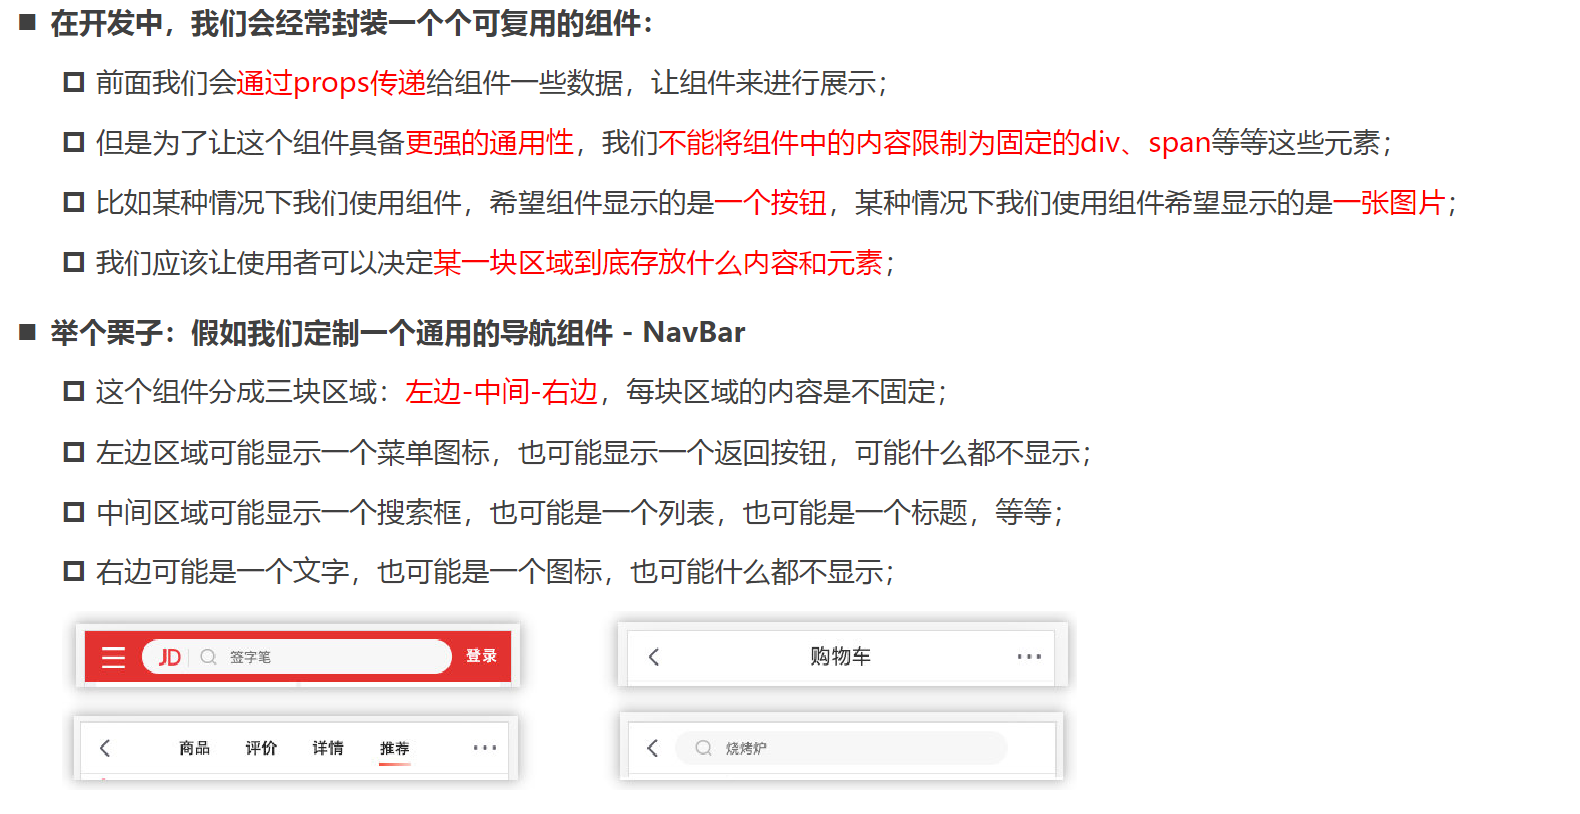 在开发中，我们会经常封装一个个可复用的组件：
前面我们会通过props传递给组件一些数据，让组件来进行展示；
但是为了让这个组件具备更强的通用性，我们不能将组件中的内容限制为固定的div、span等等这些元素；
比如某种情况下我们使用组件，希望组件显示的是一个按钮，某种情况下我们使用组件希望显示的是一张图片；
我们应该让使用者可以决定某一块区域到底存放什么内容和元素；
举个栗子：假如我们定制一个通用的导航组件 - NavBar
这个组件分成三块区域：左边-中间-右边，每块区域的内容是不固定；
左边区域可能显示一个菜单图标，也可能显示一个返回按钮，可能什么都不显示；
中间区域可能显示一个搜索框，也可能是一个列表，也可能是一个标题，等等；
右边可能是一个文字，也可能是一个图标，也可能什么都不显示；
JD 签字笔 登录
购物车 ···
商品 评价 详情 推荐 ···
烧烤炉